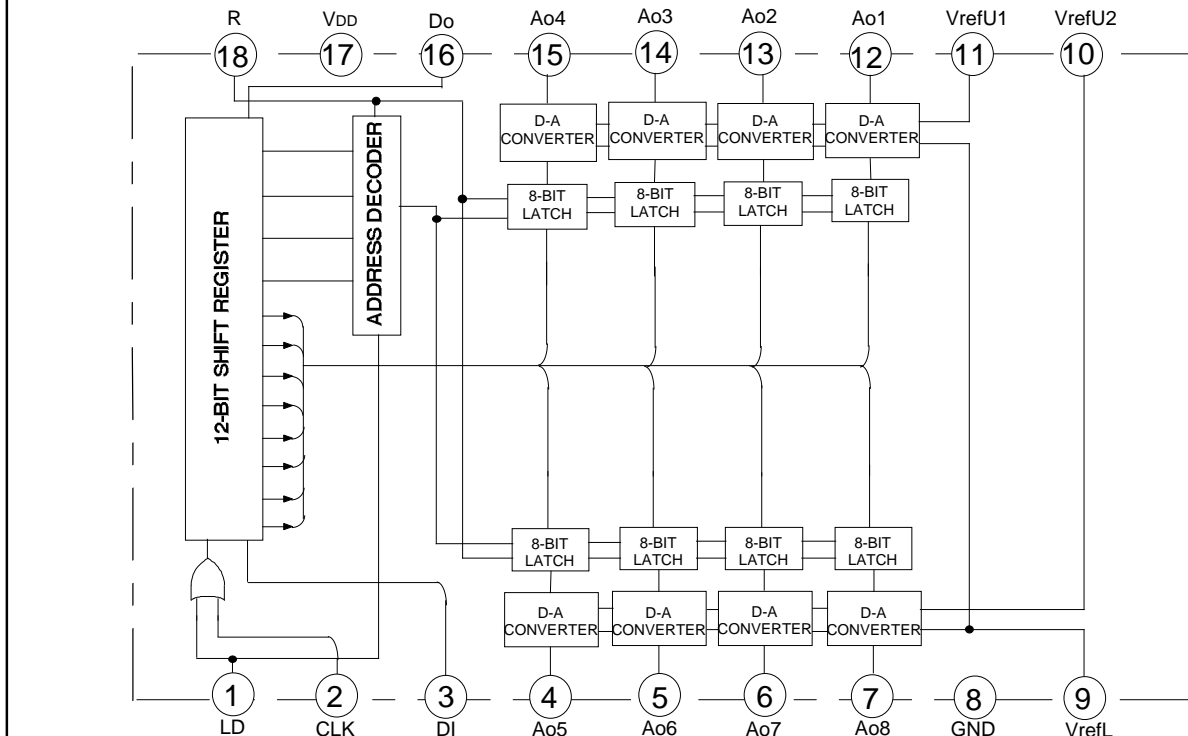 R VDD Do Ao4 Ao3 Ao2 Ao1 VrefU1 VrefU2
18 17 16 15 14 13 12 11 10
12-BIT SHIFT REGISTER
ADDRESS DECODER
D-A CONVERTER
D-A CONVERTER
D-A CONVERTER
D-A CONVERTER
8-BIT LATCH
8-BIT LATCH
8-BIT LATCH
8-BIT LATCH
8-BIT LATCH
8-BIT LATCH
8-BIT LATCH
8-BIT LATCH
D-A CONVERTER
D-A CONVERTER
D-A CONVERTER
D-A CONVERTER
1 2 3 4 5 6 7 8 9
LD CLK DI Ao5 Ao6 Ao7 Ao8 GND VrefL